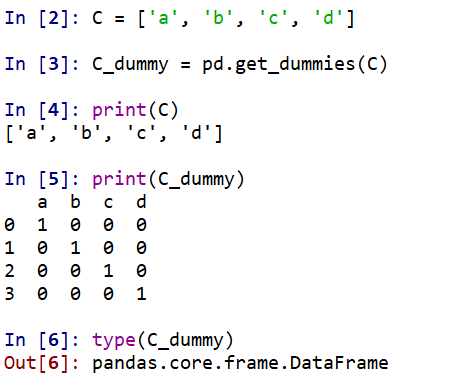 In [2]: C = ['a', 'b', 'c', 'd']
In [3]: C_dummy = pd.get_dummies(C)
In [4]: print(C)
['a', 'b', 'c', 'd']
In [5]: print(C_dummy)
   a  b  c  d
0  1  0  0  0
1  0  1  0  0
2  0  0  1  0
3  0  0  0  1
In [6]: type(C_dummy)
Out[6]: pandas.core.frame.DataFrame